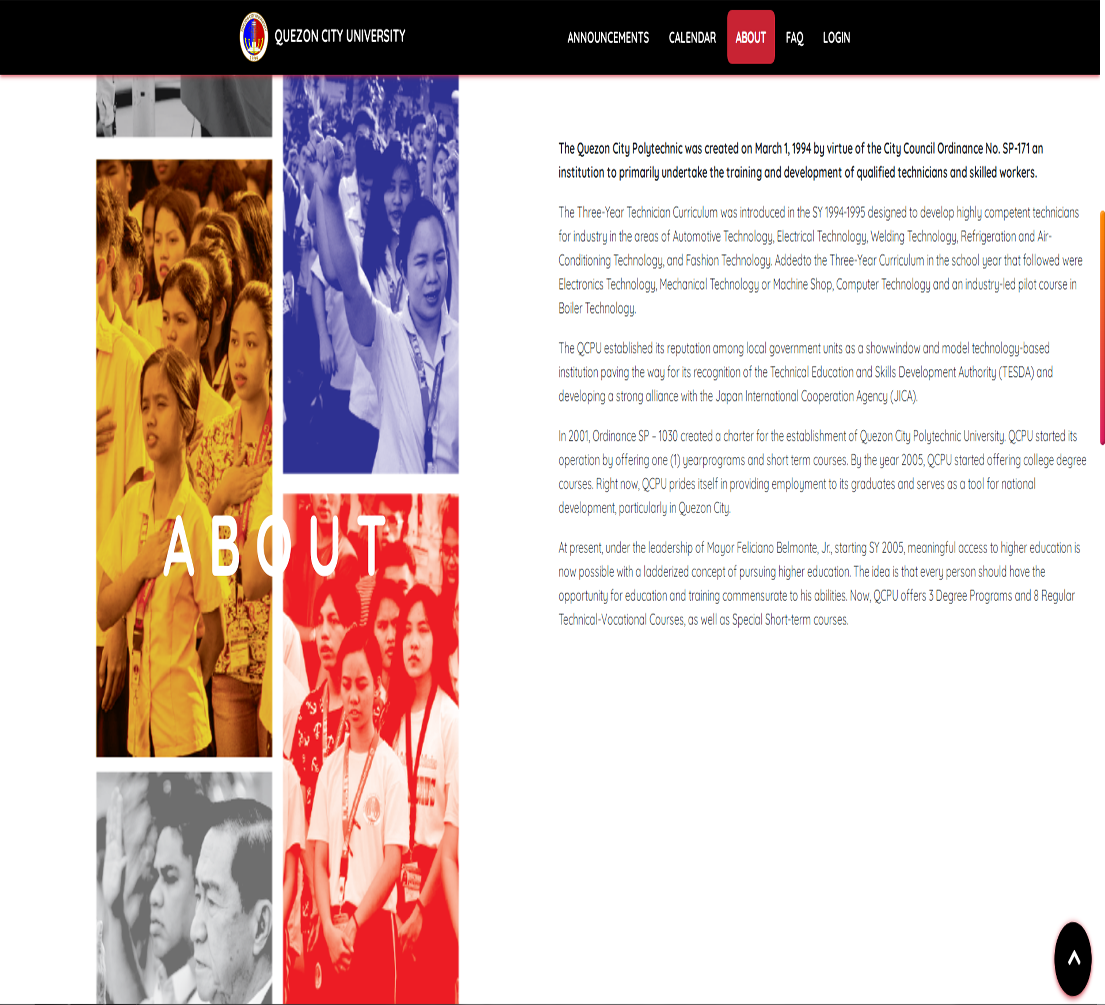 QUEZON CITY UNIVERSITY
ANNOUNCEMENTS CALENDAR ABOUT FAQ LOGIN
ABOUT
The Quezon City Polytechnic was created on March 1, 1994 by virtue of the City Council Ordinance No. SP-171 an
institution to primarily undertake the training and development of qualified technicians and skilled workers.
The Three-Year Technician Curriculum was introduced in the SY 1994-1995 designed to develop highly competent technicians
for industry in the areas of Automotive Technology, Electrical Technology, Welding Technology, Refrigeration and Air-
Conditioning Technology, and Fashion Technology. Addedto the Three-Year Curriculum in the school year that followed were
Electronics Technology, Mechanical Technology or Machine Shop, Computer Technology and an industry-led pilot course in
Boiler Technology.
The QCPU established its reputation among local government units as a showwindow and model technology-based
institution paving the way for its recognition of the Technical Education and Skills Development Authority (TESDA) and
developing a strong alliance with the Japan International Cooperation Agency (JICA).
In 2001, Ordinance SP – 1030 created a charter for the establishment of Quezon City Polytechnic University. QCPU started its
operation by offering one (1) yearprograms and short term courses. By the year 2005, QCPU started offering college degree
courses. Right now, QCPU prides itself in providing employment to its graduates and serves as a tool for national
development, particularly in Quezon City.
At present, under the leadership of Mayor Feliciano Belmonte, Jr., starting SY 2005, meaningful access to higher education is
now possible with a ladderized concept of pursuing higher education. The idea is that every person should have the
opportunity for education and training commensurate to his abilities. Now, QCPU offers 3 Degree Programs and 8 Regular
Technical-Vocational Courses, as well as Special Short-term courses.